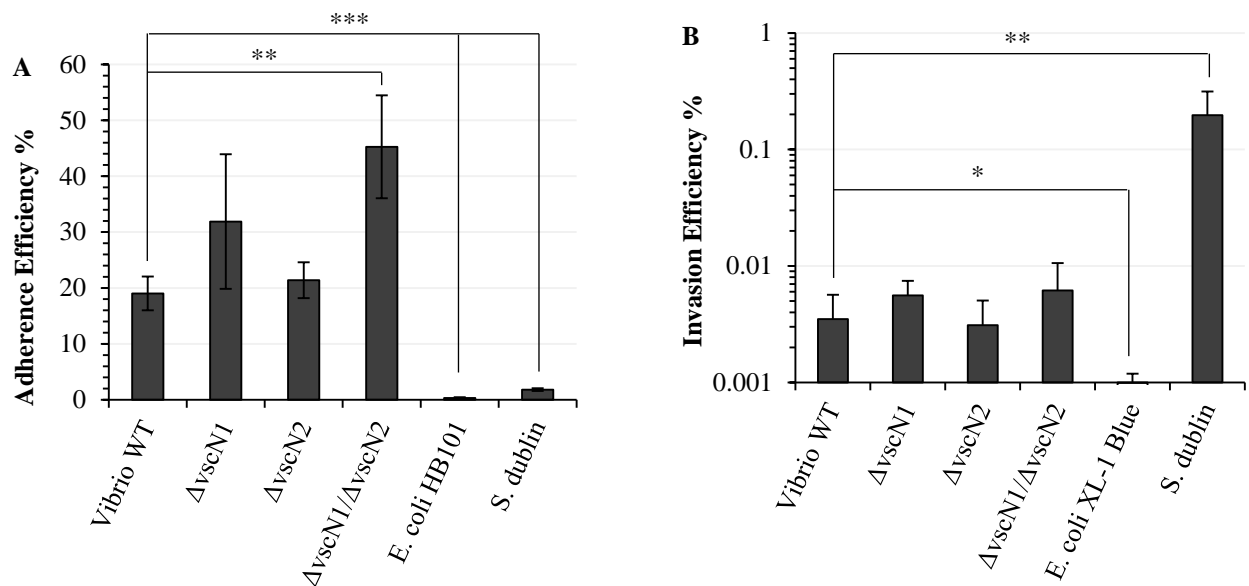 A
Adherence Efficiency %
60
50
40
30
20
10
0
***
**
Vibrio WT
ΔvscN1
ΔvscN2
ΔvscN1/ΔvscN2
E. coli HB101
S. dublin
B
Invasion Efficiency %
1
0.1
0.01
0.001
**
*
Vibrio WT
ΔvscN1
ΔvscN2
ΔvscN1/ΔvscN2
E. coli XL-1 Blue
S. dublin